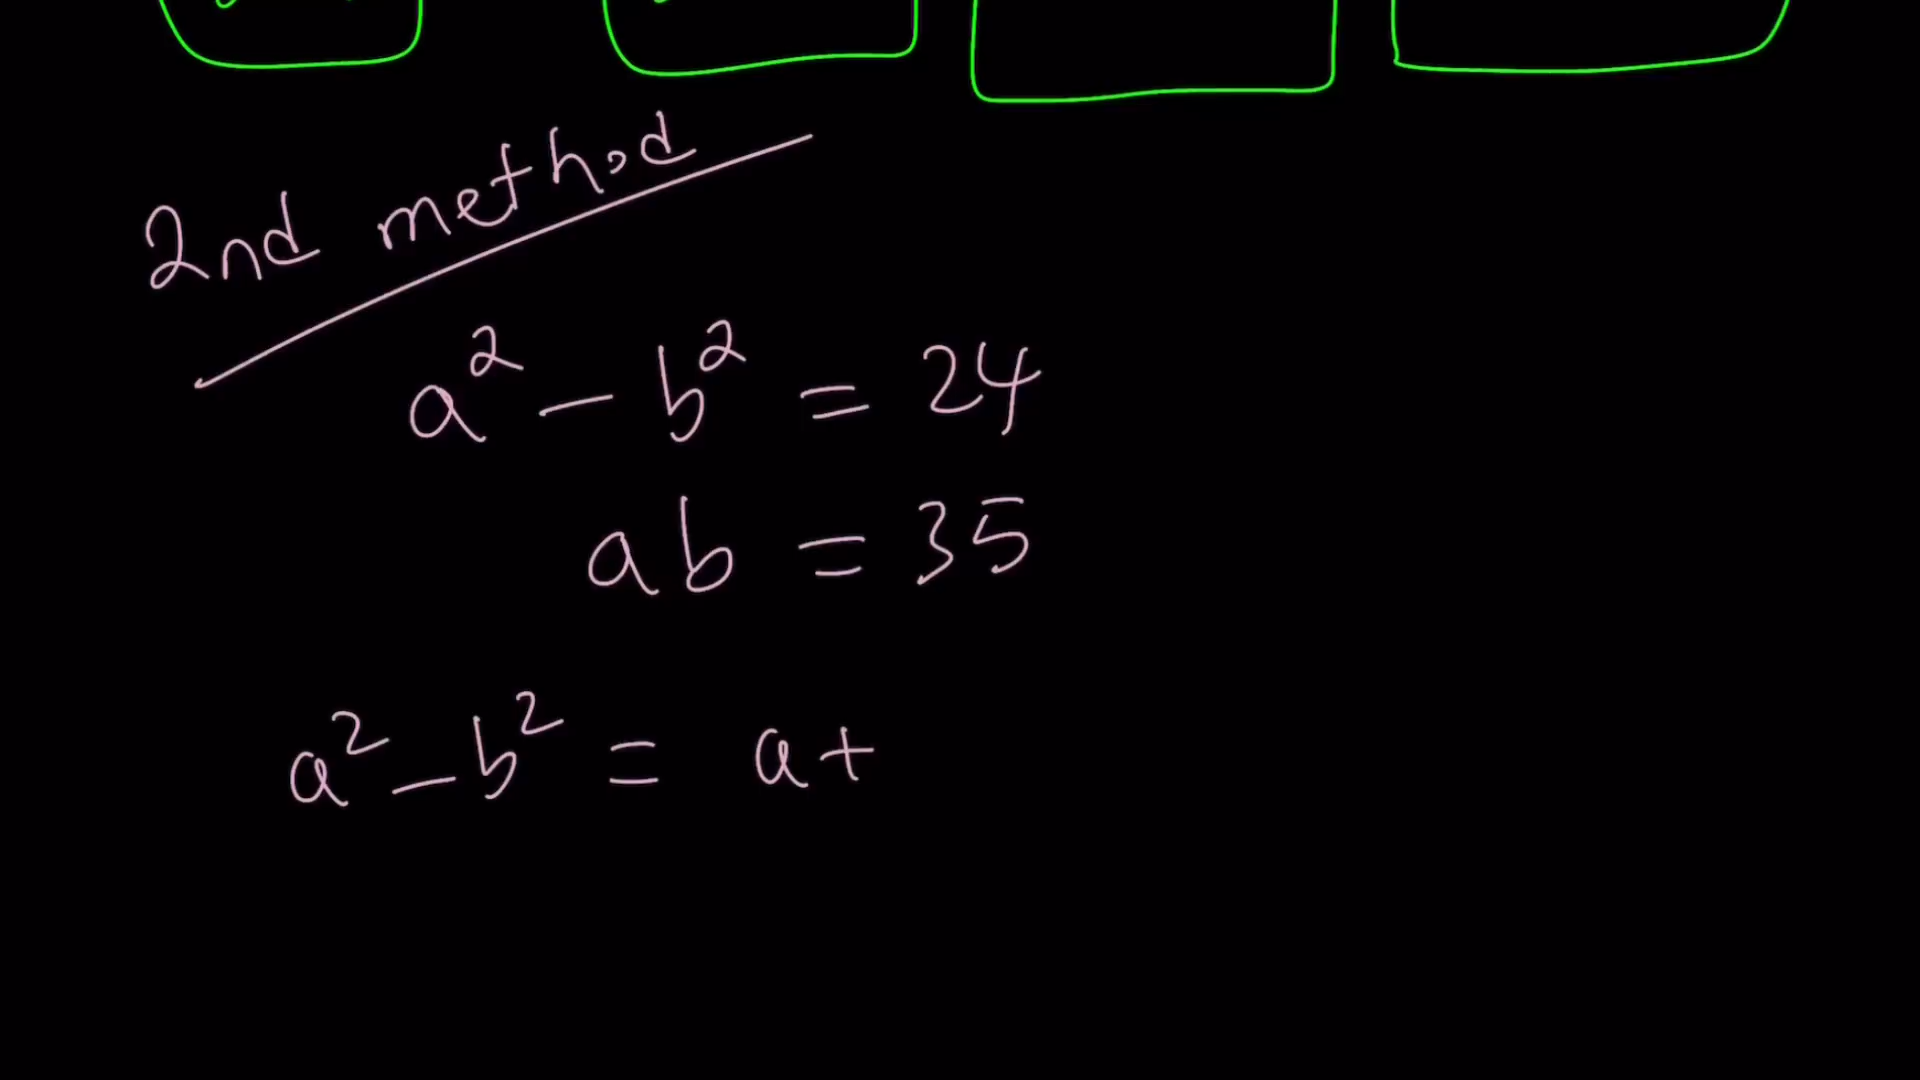 2nd method
a² - b² = 24
ab = 35
a² - b² = a+